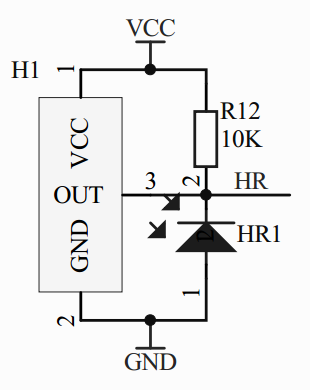 VCC
H1
1
R12
10K
VCC
OUT
3
2
HR
GND
HR1
2
1
GND